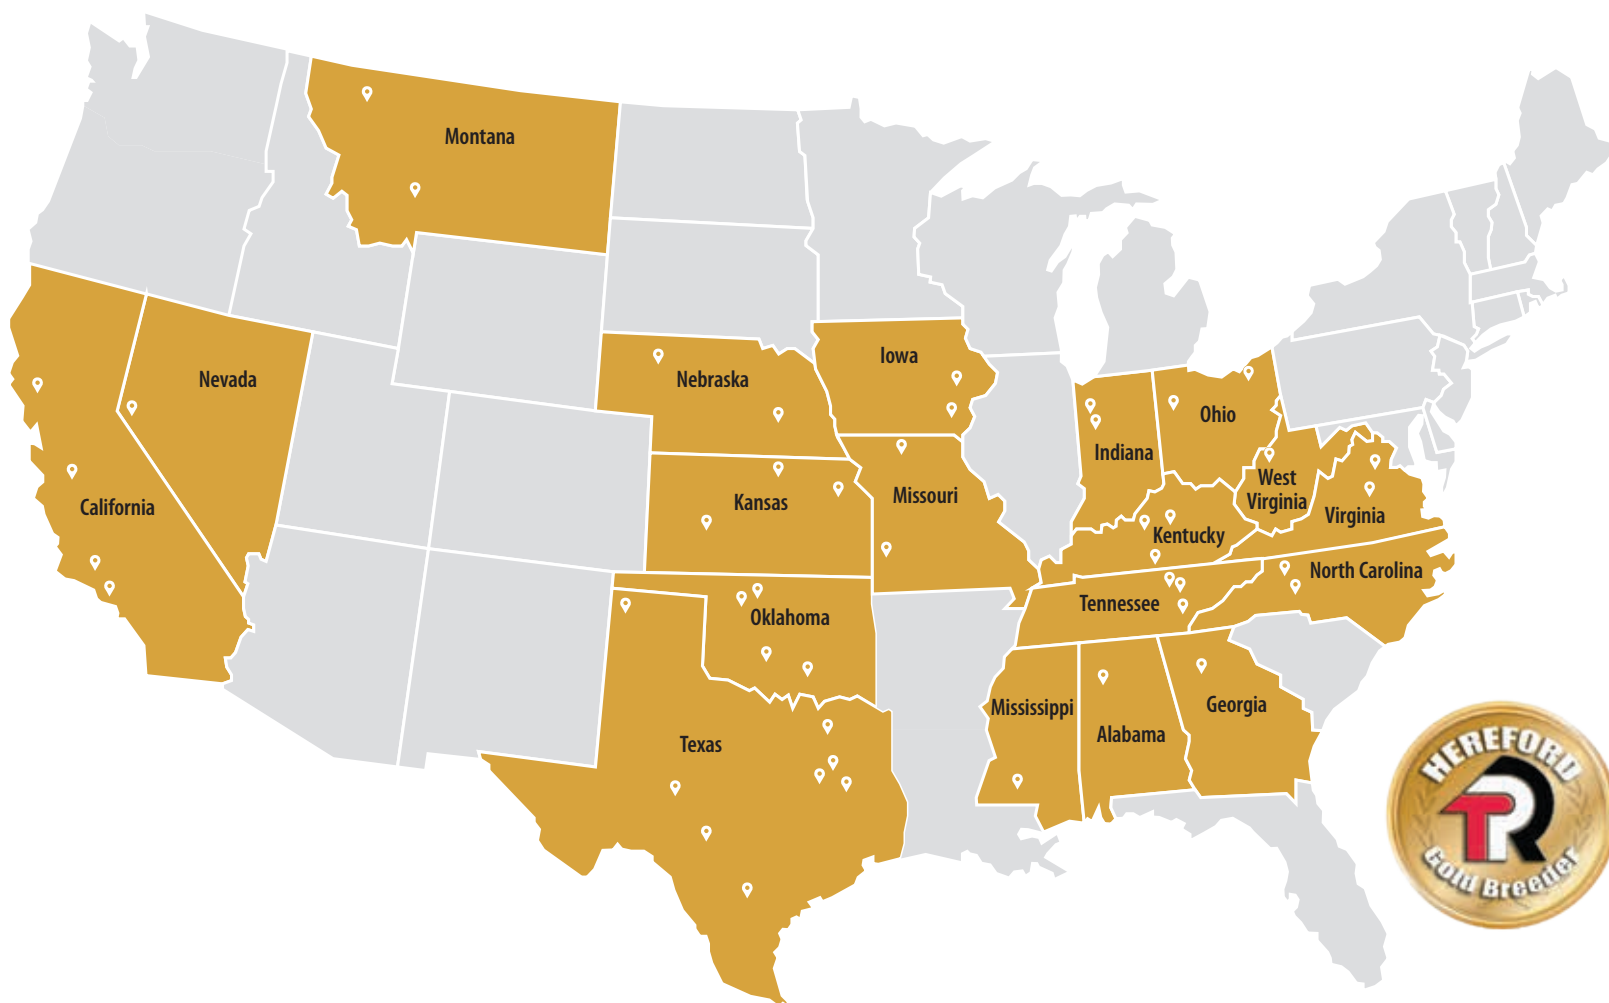 Montana
Iowa
Nevada
Nebraska
Ohio
Indiana
West
Virginia
Missouri
Kansas
California
Virginia
Kentucky
North Carolina
Tennessee
Oklahoma
Georgia
Mississippi
Alabama
Texas
HEREFORD
TPR
Gold Breeder